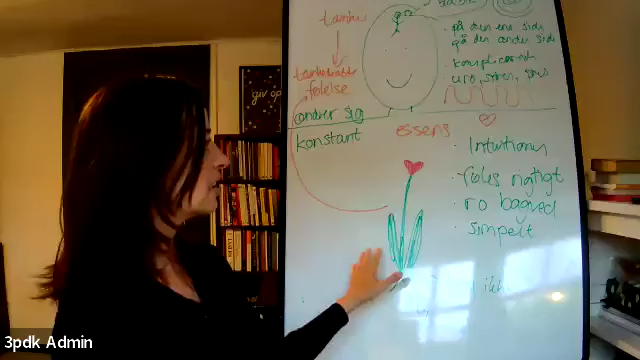 tanke
på den ene side
på den anden side
tankeskabt
følelse
kompliceret
uro, stress,
giv op
ændrer sig
konstant
essens
· Intuition
· føles rigtigt
· ro bagved
· simpelt
3pdk Admin